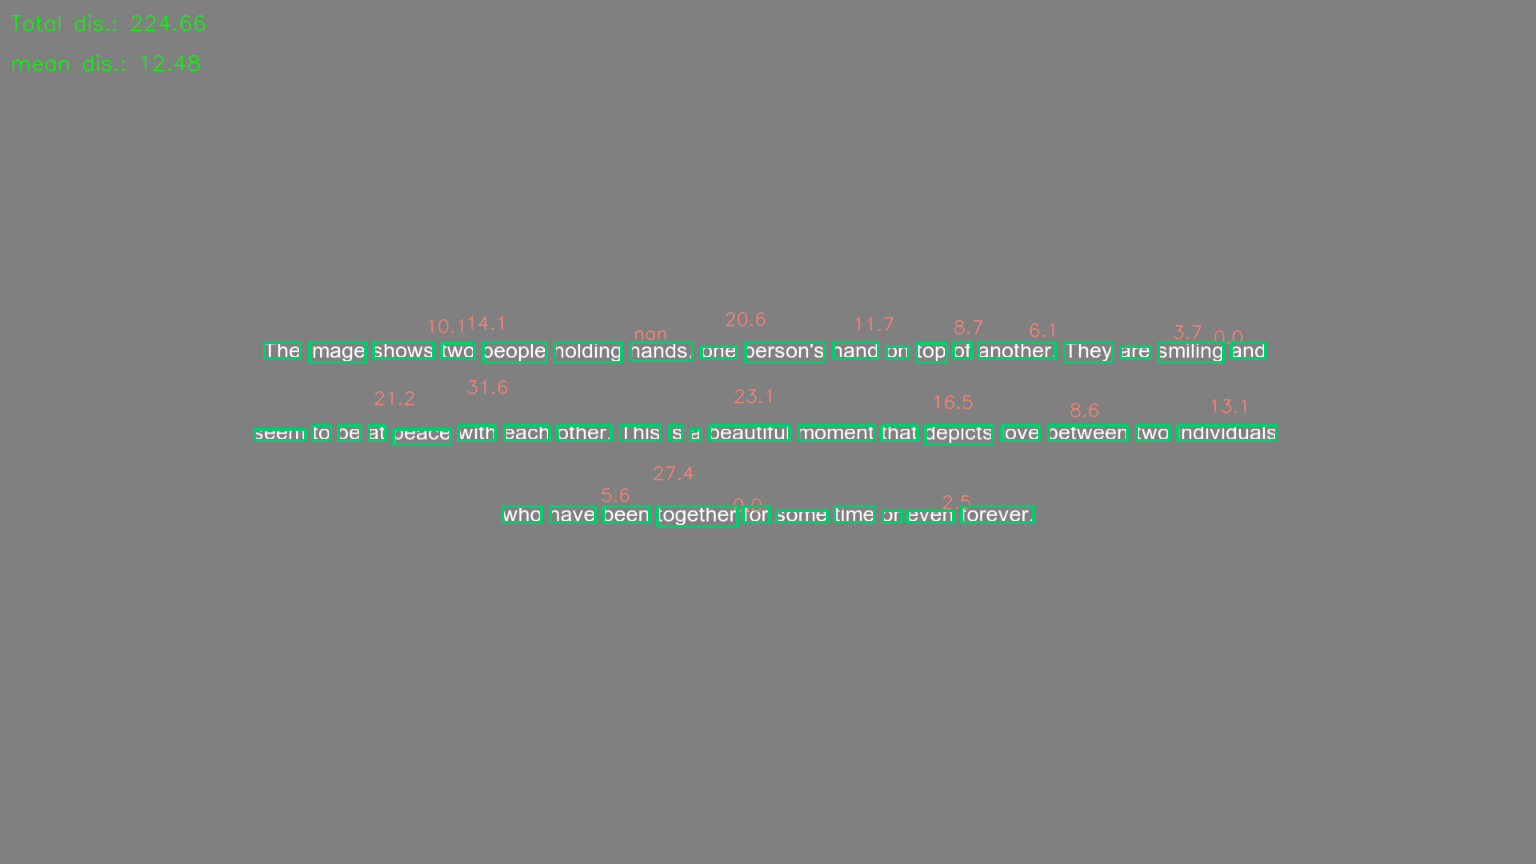 Total dis.: 224.66
mean dis.: 12.48
10.1 14.1 nan 20.6 11.7 8.7 6.1 3.7 0.0
The image shows two people holding hands, one person's hand on top of another. They are smiling and
21.2 31.6 23.1 16.5 8.6 13.1
seem to be at peace with each other. This is a beautiful moment that depicts love between two individuals
27.4
5.6 0.0 2.5
who have been together for some time or even forever.